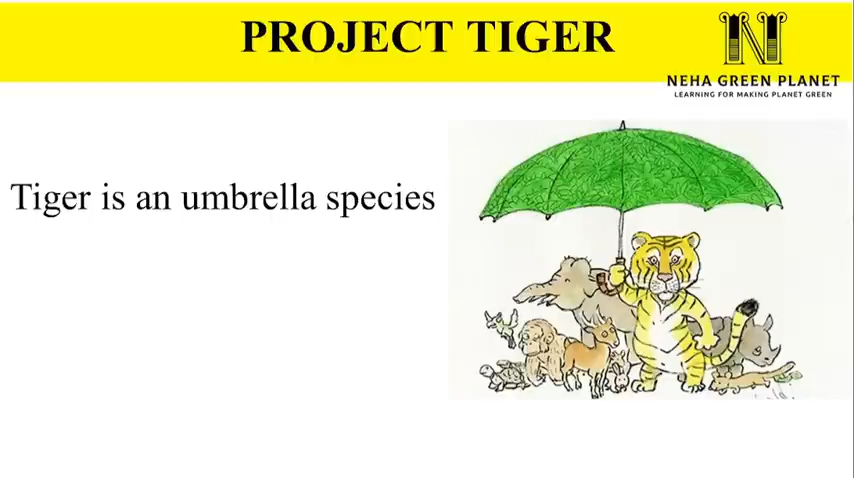 PROJECT TIGER
N
NEHA GREEN PLANET
LEARNING FOR MAKING PLANET GREEN
Tiger is an umbrella species